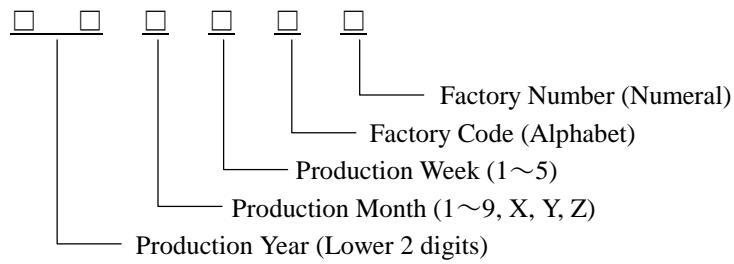 □ □ □ □ □ □
Factory Number (Numeral)
Factory Code (Alphabet)
Production Week (1～5)
Production Month (1～9, X, Y, Z)
Production Year (Lower 2 digits)